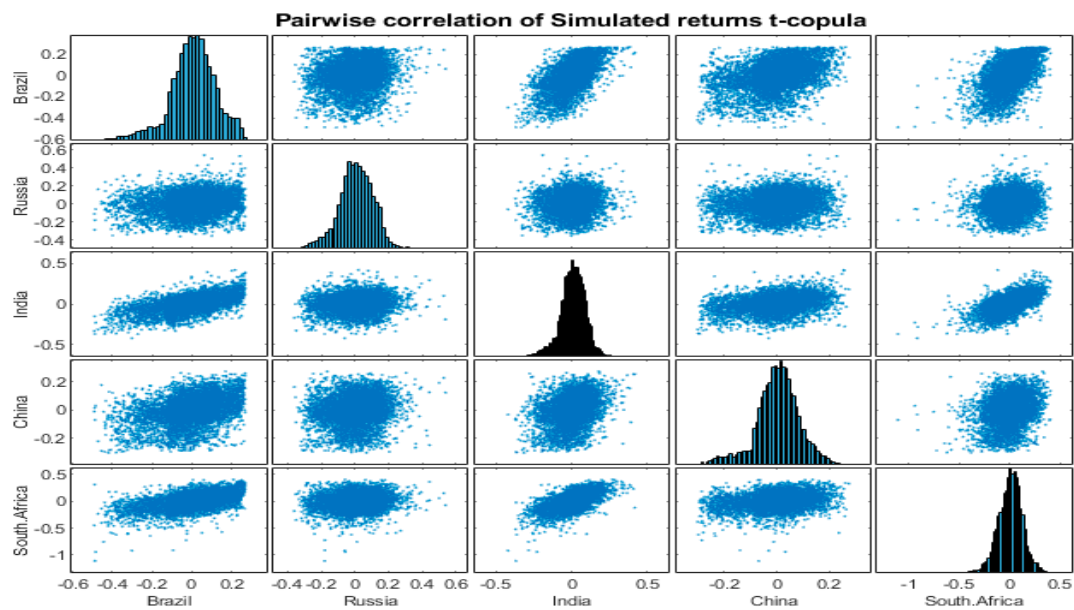 Pairwise correlation of Simulated returns t-copula
Brazil
0.2
0
-0.2
-0.4
-0.6
Russia
0.6
0.4
0.2
0
-0.2
-0.4
India
0.5
0
-0.5
China
0.2
0
-0.2
South.Africa
0.5
0
-0.5
-1
-0.6 -0.4 -0.2 0 0.2 -0.2 0 0.2 0.4 0.6 -0.5 0 0.5 -0.2 0 0.2 -1 -0.5 0 0.5
Brazil Russia India China South.Africa